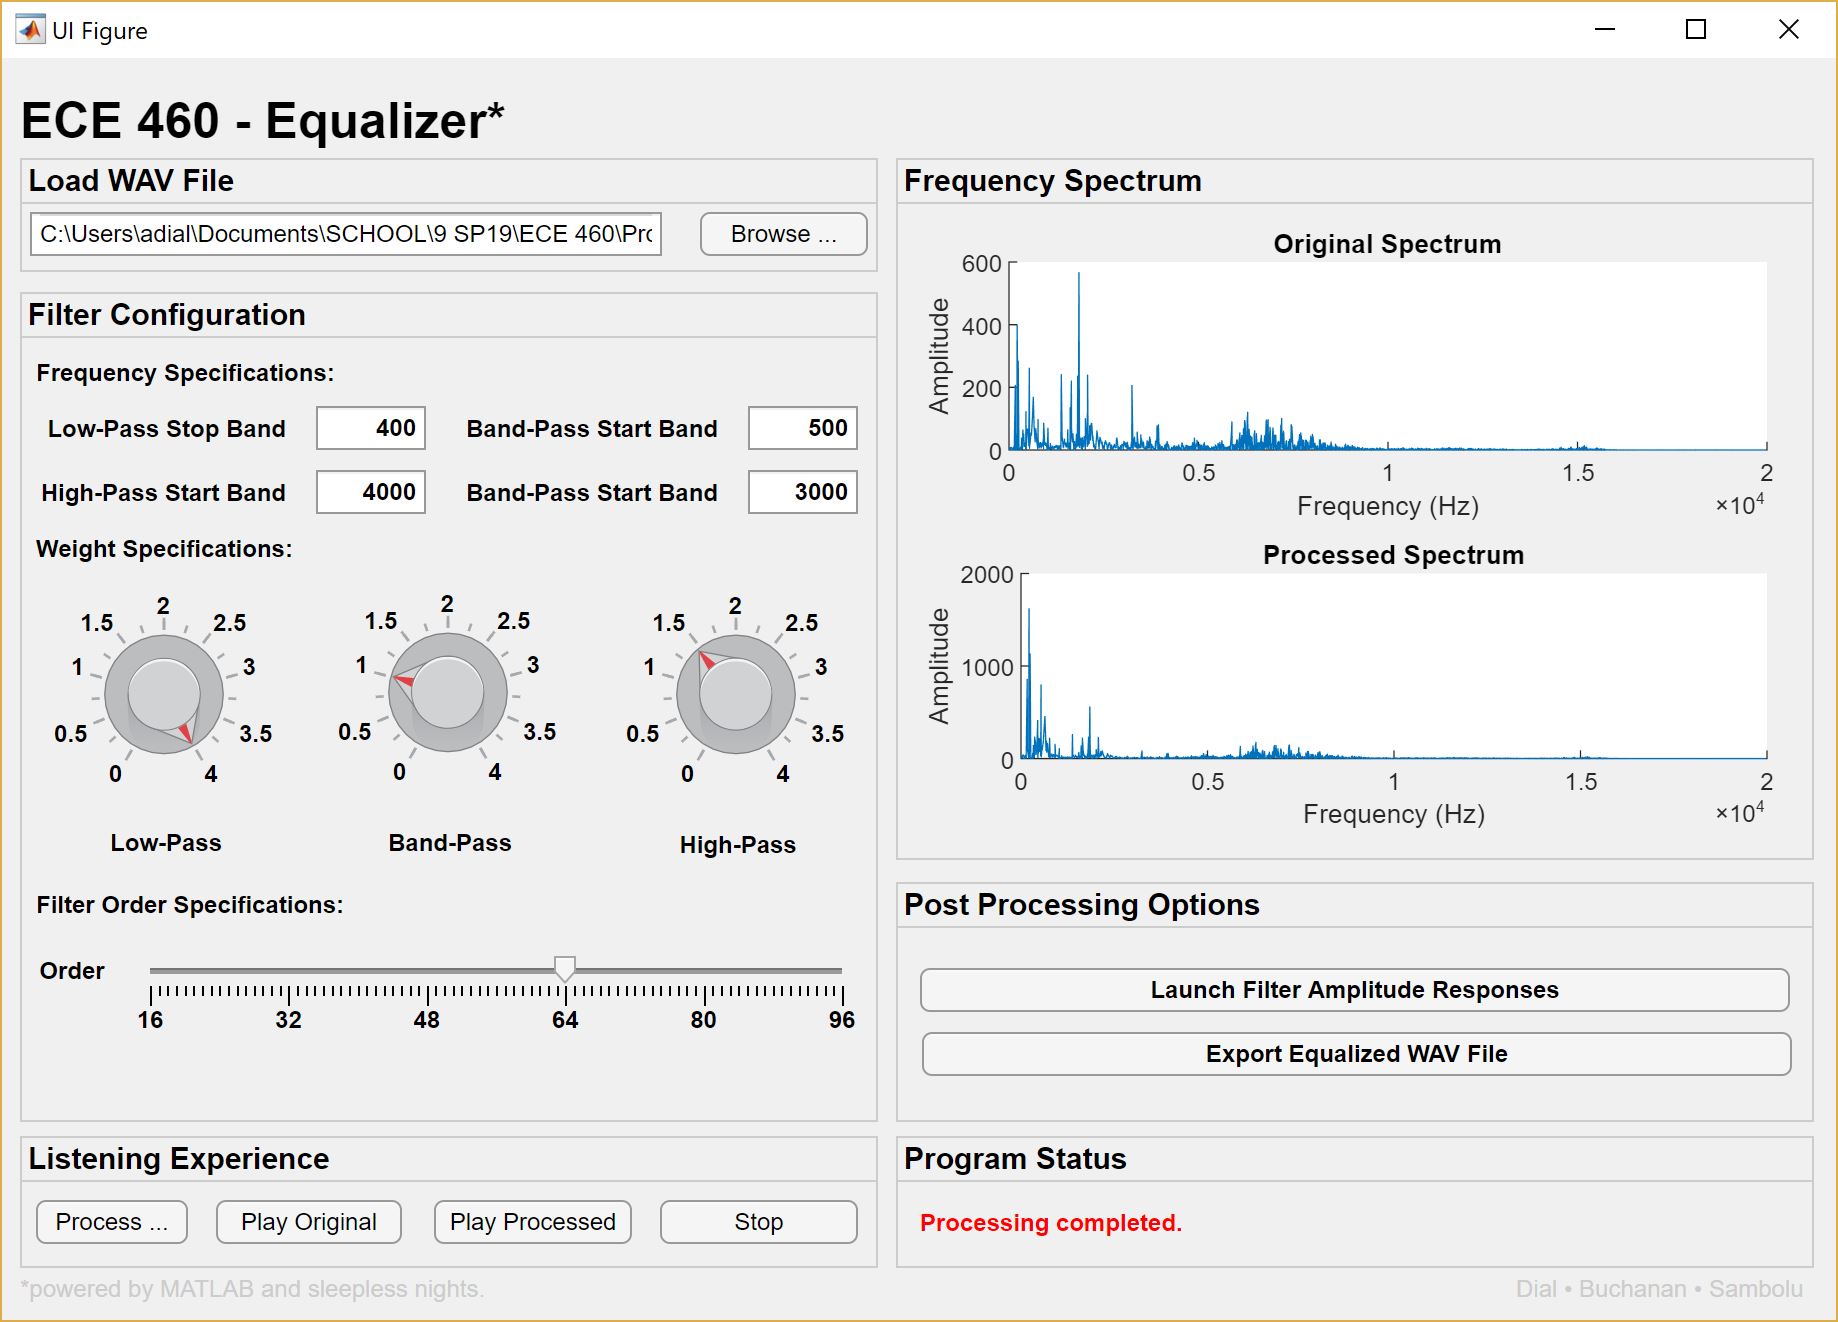 UI Figure
ECE 460 - Equalizer*
Load WAV File
C:\Users\adial\Documents\SCHOOL\9 SP19\ECE 460\Pro
Browse ...
Filter Configuration
Frequency Specifications:
Low-Pass Stop Band 400 Band-Pass Start Band 500
High-Pass Start Band 4000 Band-Pass Start Band 3000
Weight Specifications:
0 0.5 1 1.5 2 2.5 3 3.5 4
Low-Pass
0 0.5 1 1.5 2 2.5 3 3.5 4
Band-Pass
0 0.5 1 1.5 2 2.5 3 3.5 4
High-Pass
Filter Order Specifications:
Order
16 32 48 64 80 96
Listening Experience
Process ... Play Original Play Processed Stop
*powered by MATLAB and sleepless nights.
Frequency Spectrum
Original Spectrum
Amplitude
600
400
200
0
0 0.5 1 1.5 2
×10⁴
Frequency (Hz)
Processed Spectrum
Amplitude
2000
1000
0
0 0.5 1 1.5 2
×10⁴
Frequency (Hz)
Post Processing Options
Launch Filter Amplitude Responses
Export Equalized WAV File
Program Status
Processing completed.
Dial • Buchanan • Sambolu